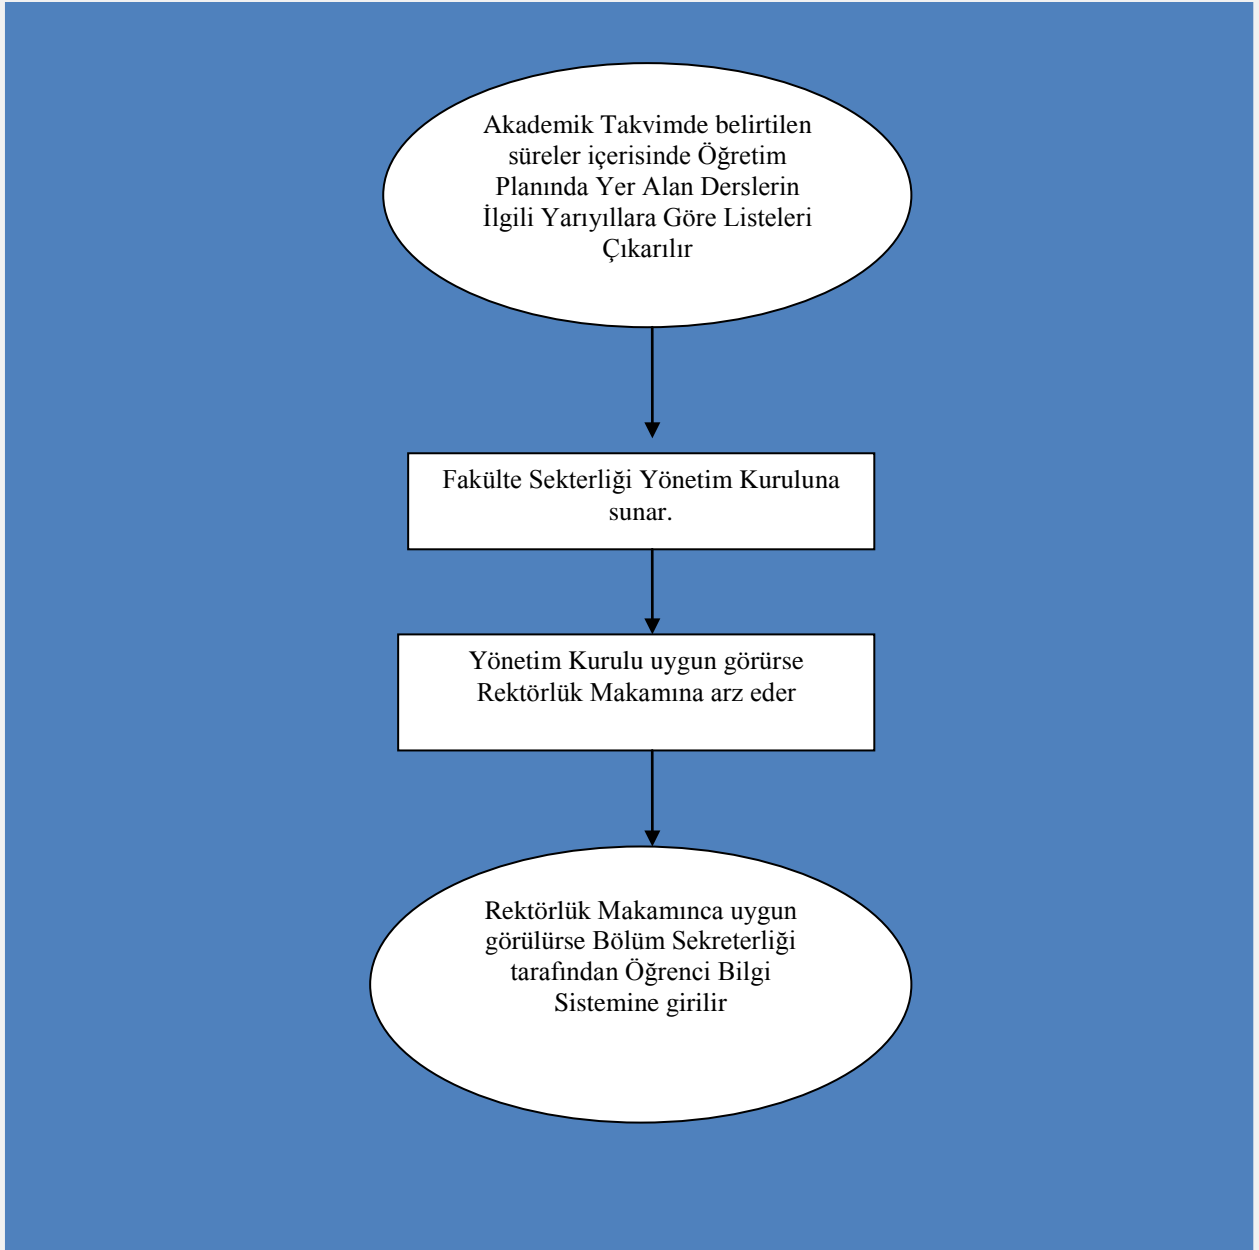 Akademik Takvimde belirtilen
süreler içerisinde Öğretim
Planında Yer Alan Derslerin
İlgili Yarıyıllara Göre Listeleri
Çıkarılır
Fakülte Sekterliği Yönetim Kuruluna
sunar.
Yönetim Kurulu uygun görürse
Rektörlük Makamına arz eder
Rektörlük Makamınca uygun
görülürse Bölüm Sekreterliği
tarafından Öğrenci Bilgi
Sistemine girilir